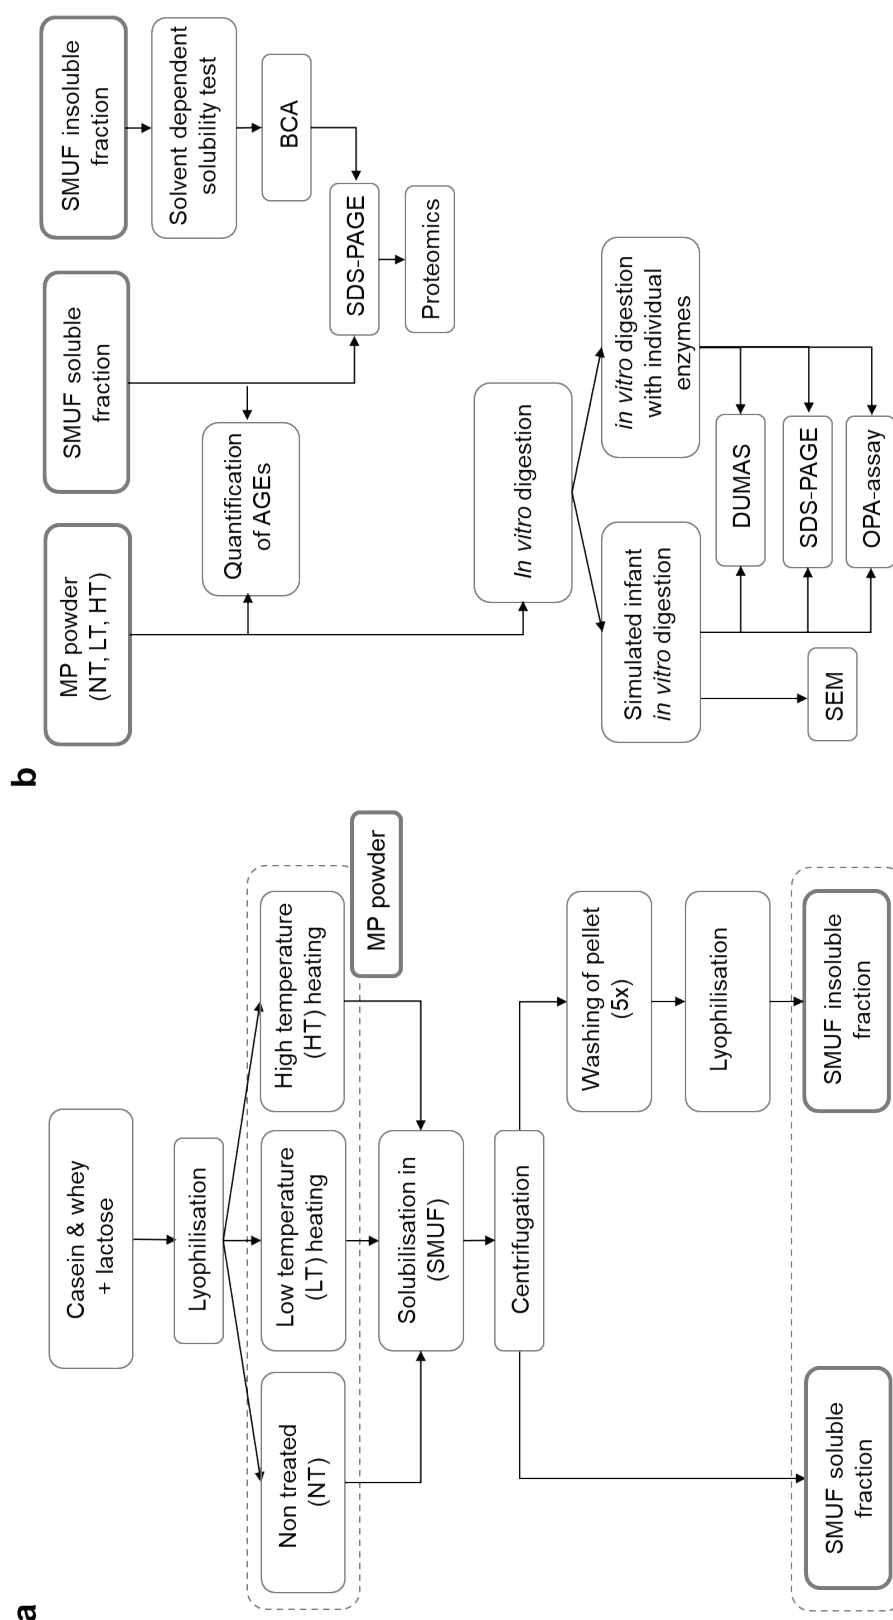 a
Casein & whey
+ lactose
Lyophilisation
Non treated
(NT)
Low temperature
(LT) heating
High temperature
(HT) heating
MP powder
Solubilisation in
(SMUF)
Centrifugation
Washing of pellet
(5x)
Lyophilisation
SMUF soluble
fraction
SMUF insoluble
fraction
b
MP powder
(NT, LT, HT)
SMUF soluble
fraction
SMUF insoluble
fraction
Solvent dependent
solubility test
BCA
Quantification
of AGEs
SDS-PAGE
Proteomics
In vitro digestion
Simulated infant
in vitro digestion
in vitro digestion
with individual
enzymes
DUMAS
SEM
SDS-PAGE
OPA-assay